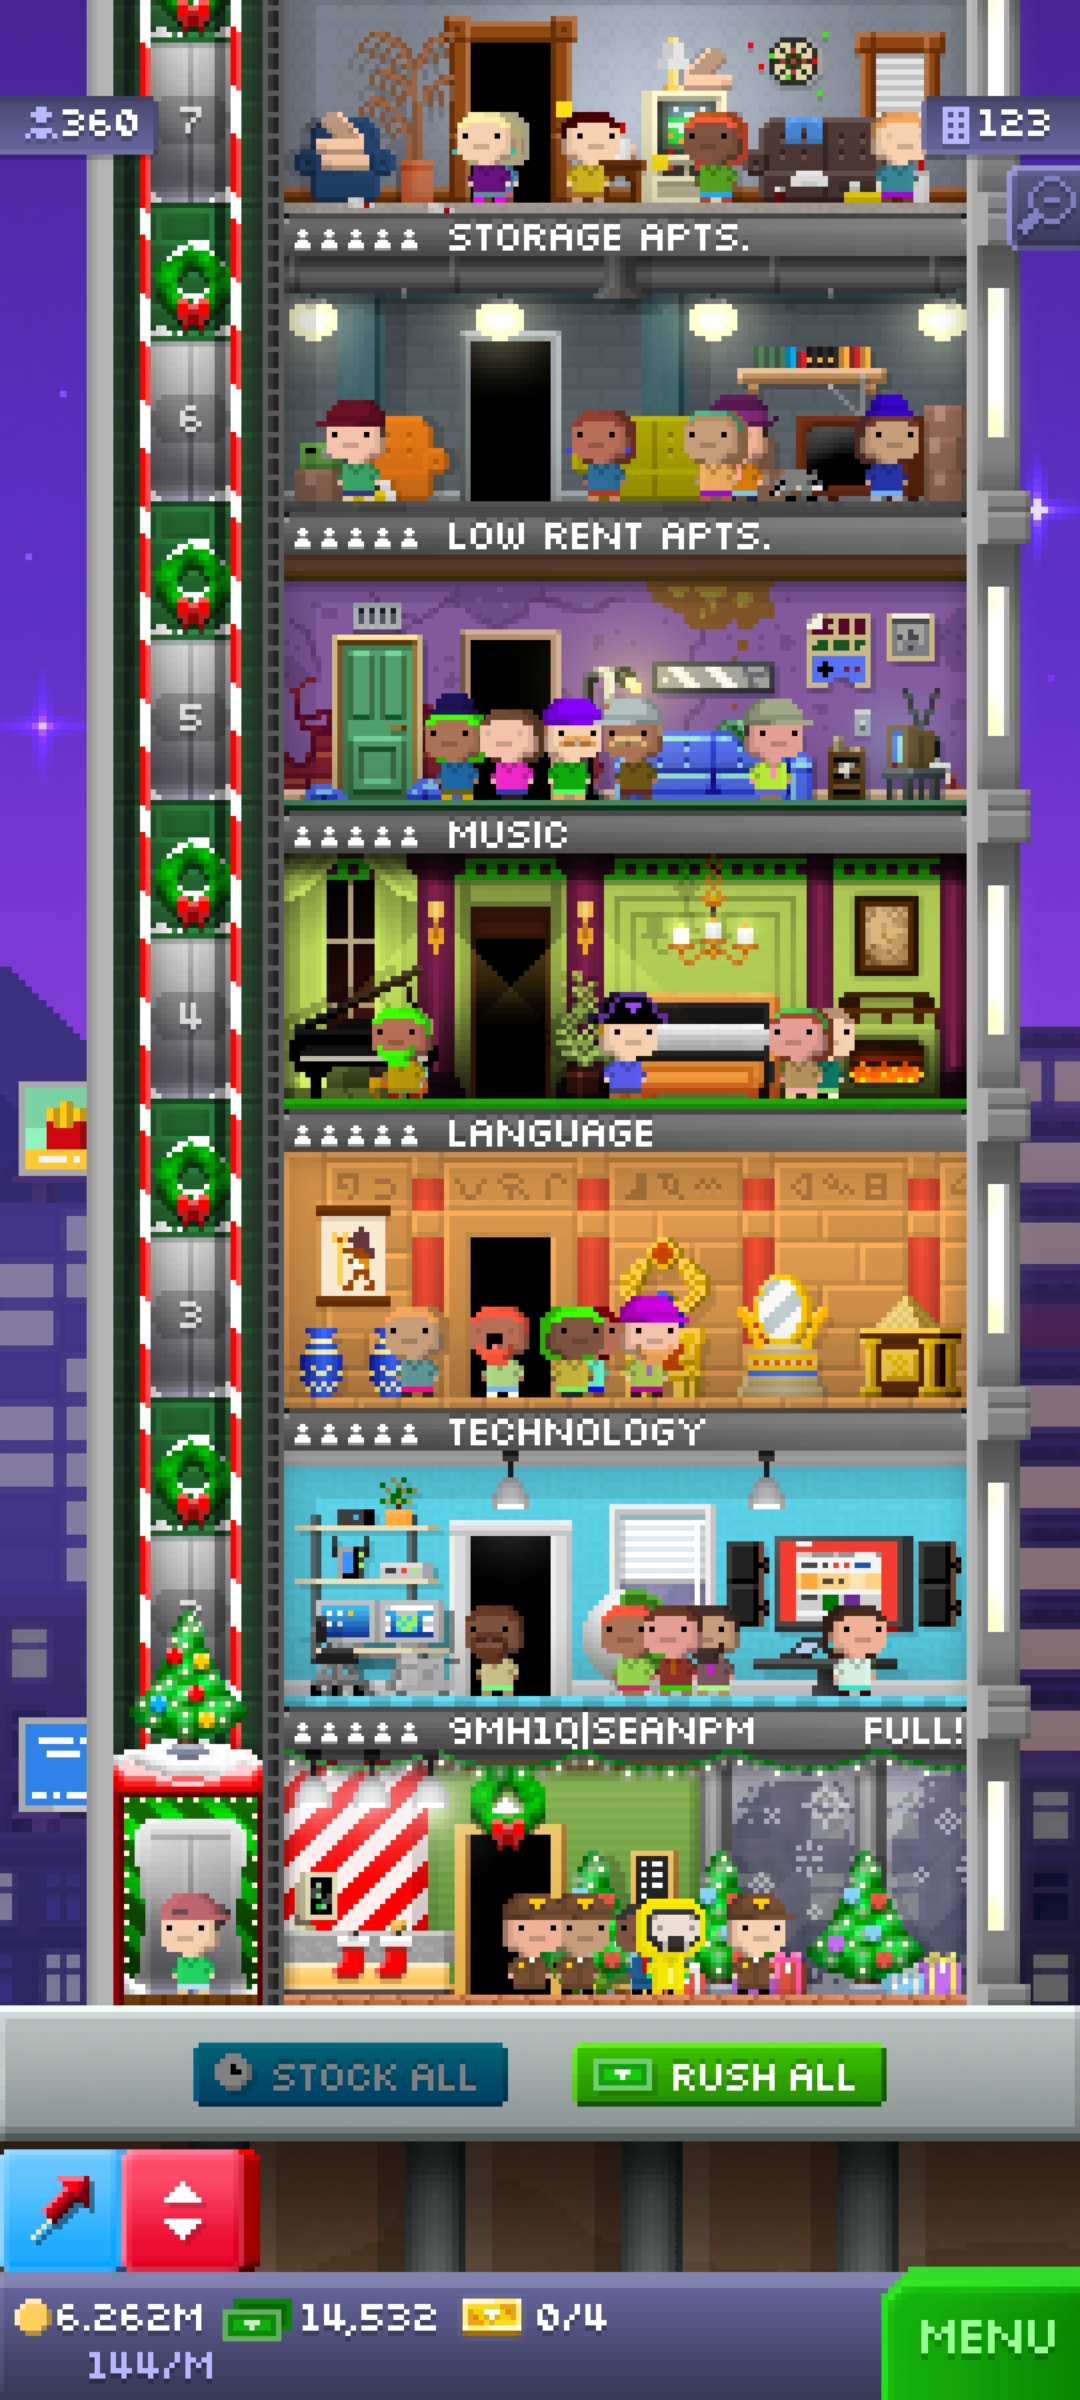 7
360
123
STORAGE APTS.
6
LOW RENT APTS.
5
MUSIC
4
LANGUAGE
3
TECHNOLOGY
9MH1Q|SEANPM FULL!
STOCK ALL
RUSH ALL
6.262M 14,532 0/4
144/M
MENU